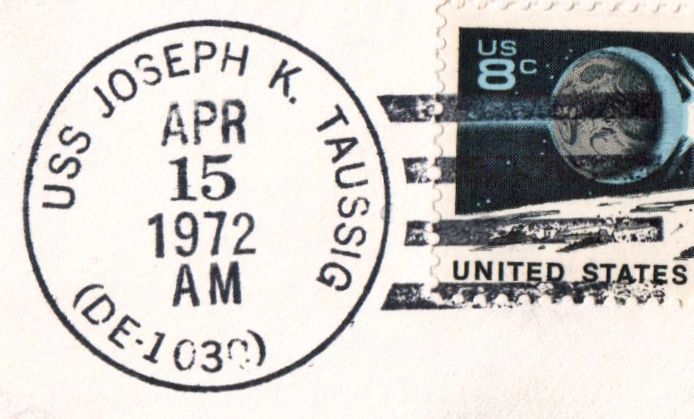 USS JOSEPH K. TAUSSIG
APR
15
1972
AM
(DE-1030)
US
8c
UNITED STATES